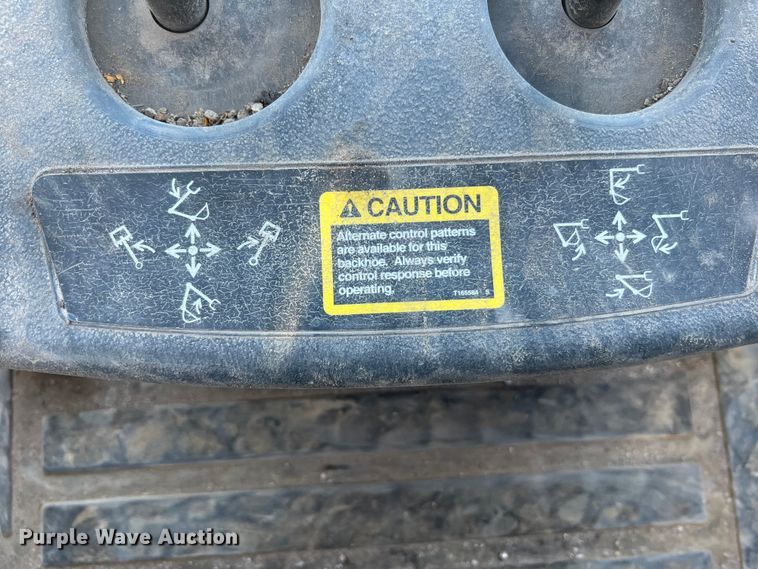 CAUTION
Alternate control patterns
are available for this
backhoe. Always verify
control response before
operating.
Purple Wave Auction